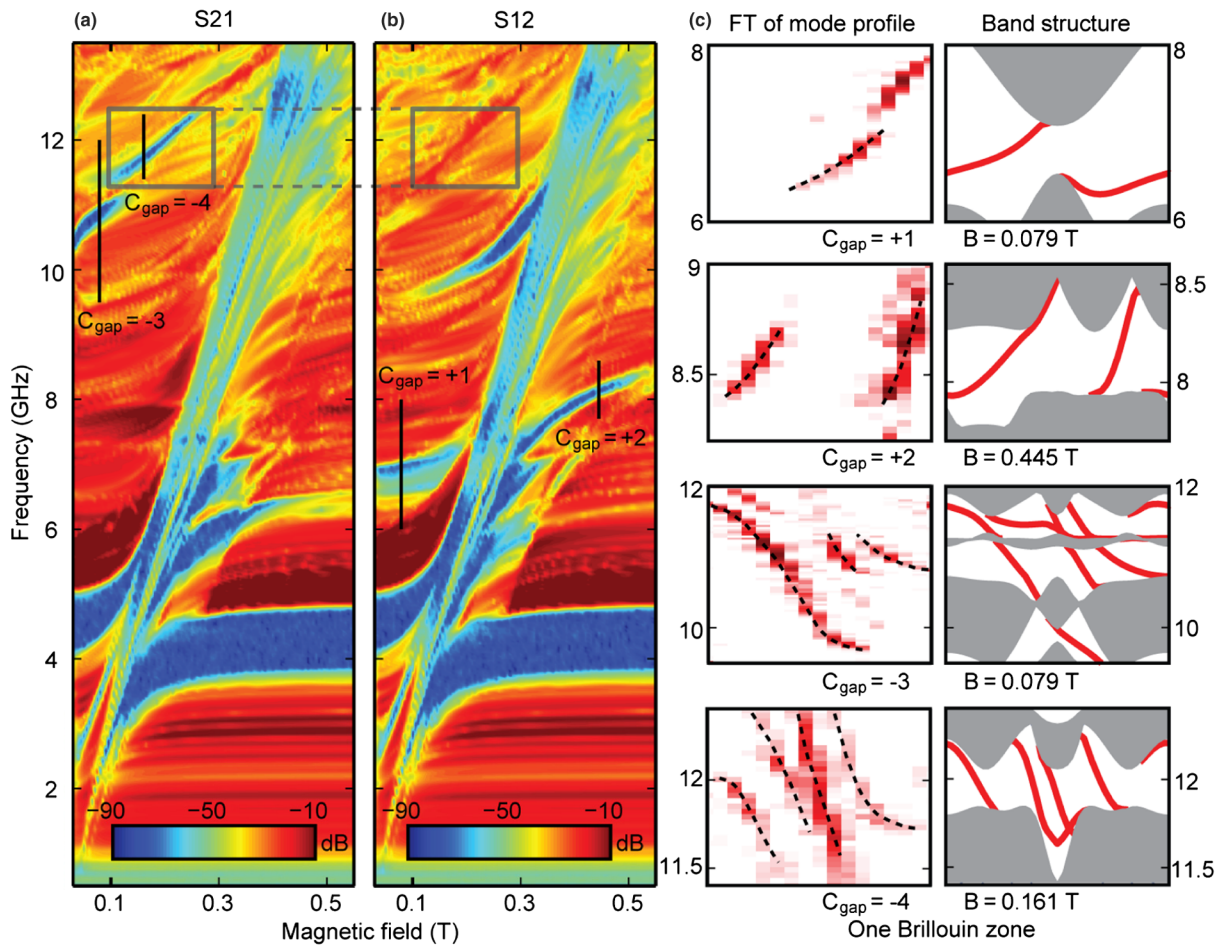 (a) S21
(b) S12
(c) FT of mode profile Band structure
Frequency (GHz)
12
10
8
6
4
2
C_gap = -4
C_gap = -3
C_gap = +1
C_gap = +2
−90 −50 −10
dB
−90 −50 −10
dB
0.1 0.3 0.5
0.1 0.3 0.5
Magnetic field (T)
8 8
6 6
C_gap = +1 B = 0.079 T
9 8.5
8.5 8
C_gap = +2 B = 0.445 T
12 12
10 10
C_gap = -3 B = 0.079 T
12 12
11.5 11.5
C_gap = -4 B = 0.161 T
One Brillouin zone